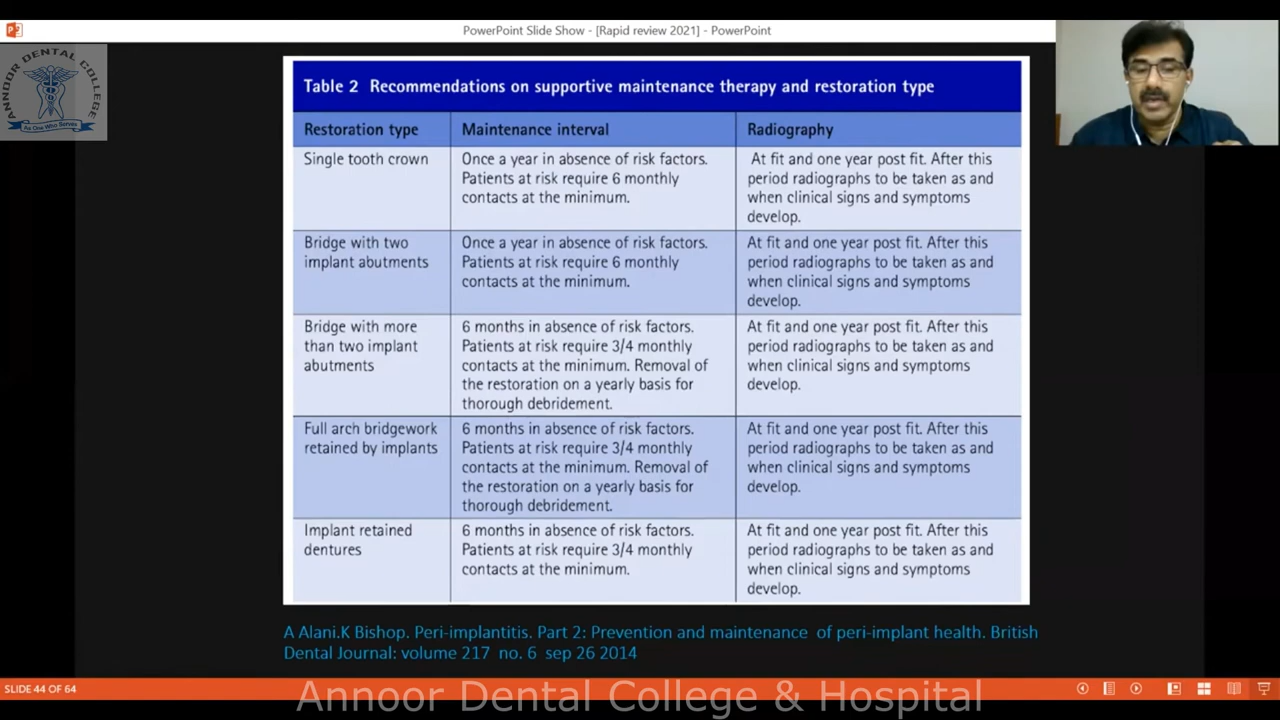 PowerPoint Slide Show - [Rapid review 2021] - PowerPoint
ANNOOR DENTAL COLLEGE
As One Who Serves
Table 2 Recommendations on supportive maintenance therapy and restoration type
Restoration type
Maintenance interval
Radiography
Single tooth crown
Once a year in absence of risk factors.
Patients at risk require 6 monthly
contacts at the minimum.
At fit and one year post fit. After this
period radiographs to be taken as and
when clinical signs and symptoms
develop.
Bridge with two
implant abutments
Once a year in absence of risk factors.
Patients at risk require 6 monthly
contacts at the minimum.
At fit and one year post fit. After this
period radiographs to be taken as and
when clinical signs and symptoms
develop.
Bridge with more
than two implant
abutments
6 months in absence of risk factors.
Patients at risk require 3/4 monthly
contacts at the minimum. Removal of
the restoration on a yearly basis for
thorough debridement.
At fit and one year post fit. After this
period radiographs to be taken as and
when clinical signs and symptoms
develop.
Full arch bridgework
retained by implants
6 months in absence of risk factors.
Patients at risk require 3/4 monthly
contacts at the minimum. Removal of
the restoration on a yearly basis for
thorough debridement.
At fit and one year post fit. After this
period radiographs to be taken as and
when clinical signs and symptoms
develop.
Implant retained
dentures
6 months in absence of risk factors.
Patients at risk require 3/4 monthly
contacts at the minimum.
At fit and one year post fit. After this
period radiographs to be taken as and
when clinical signs and symptoms
develop.
A Alani.K Bishop. Peri-implantitis. Part 2: Prevention and maintenance of peri-implant health. British
Dental Journal: volume 217 no. 6 sep 26 2014
SLIDE 44 OF 64
Annoor Dental College & Hospital